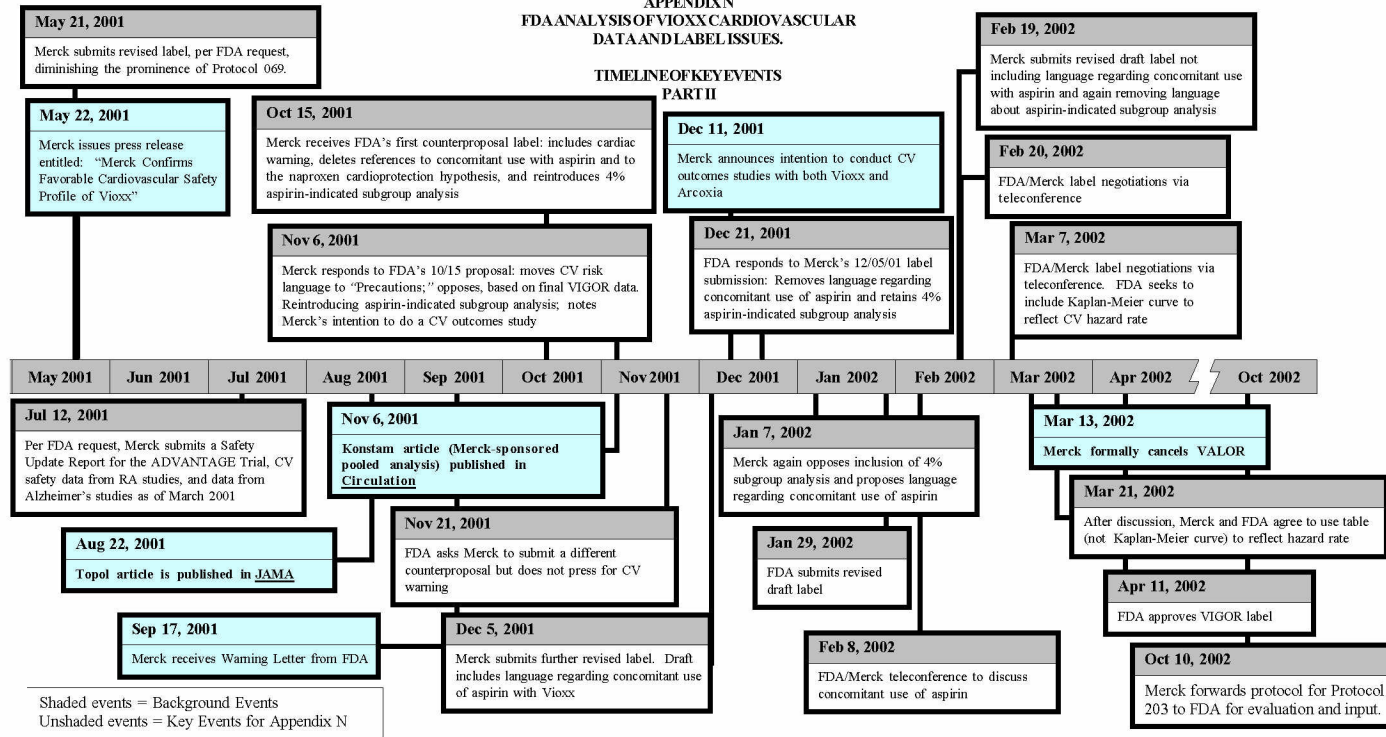 APPENDIX N
FDA ANALYSIS OF VIOXX CARDIOVASCULAR
DATA AND LABEL ISSUES.
TIMELINE OF KEY EVENTS
PART II
May 21, 2001
Merck submits revised label, per FDA request,
diminishing the prominence of Protocol 069.
May 22, 2001
Merck issues press release
entitled: “Merck Confirms
Favorable Cardiovascular Safety
Profile of Vioxx”
Oct 15, 2001
Merck receives FDA’s first counterproposal label: includes cardiac
warning, deletes references to concomitant use with aspirin and to
the naproxen cardioprotection hypothesis, and reintroduces 4%
aspirin-indicated subgroup analysis
Nov 6, 2001
Merck responds to FDA’s 10/15 proposal: moves CV risk
language to “Precautions;” opposes, based on final VIGOR data.
Reintroducing aspirin-indicated subgroup analysis; notes
Merck’s intention to do a CV outcomes study
Dec 11, 2001
Merck announces intention to conduct CV
outcomes studies with both Vioxx and
Arcoxia
Dec 21, 2001
FDA responds to Merck’s 12/05/01 label
submission: Removes language regarding
concomitant use of aspirin and retains 4%
aspirin-indicated subgroup analysis
Feb 19, 2002
Merck submits revised draft label not
including language regarding concomitant use
with aspirin and again removing language
about aspirin-indicated subgroup analysis
Feb 20, 2002
FDA/Merck label negotiations via
teleconference
Mar 7, 2002
FDA/Merck label negotiations via
teleconference. FDA seeks to
include Kaplan-Meier curve to
reflect CV hazard rate
May 2001 Jun 2001 Jul 2001 Aug 2001 Sep 2001 Oct 2001 Nov 2001 Dec 2001 Jan 2002 Feb 2002 Mar 2002 Apr 2002 Oct 2002
Jul 12, 2001
Per FDA request, Merck submits a Safety
Update Report for the ADVANTAGE Trial, CV
safety data from RA studies, and data from
Alzheimer’s studies as of March 2001
Aug 22, 2001
Topol article is published in JAMA
Sep 17, 2001
Merck receives Warning Letter from FDA
Nov 6, 2001
Konstam article (Merck-sponsored
pooled analysis) published in
Circulation
Nov 21, 2001
FDA asks Merck to submit a different
counterproposal but does not press for CV
warning
Dec 5, 2001
Merck submits further revised label. Draft
includes language regarding concomitant use
of aspirin with Vioxx
Jan 7, 2002
Merck again opposes inclusion of 4%
subgroup analysis and proposes language
regarding concomitant use of aspirin
Jan 29, 2002
FDA submits revised
draft label
Feb 8, 2002
FDA/Merck teleconference to discuss
concomitant use of aspirin
Mar 13, 2002
Merck formally cancels VALOR
Mar 21, 2002
After discussion, Merck and FDA agree to use table
(not Kaplan-Meier curve) to reflect hazard rate
Apr 11, 2002
FDA approves VIGOR label
Oct 10, 2002
Merck forwards protocol for Protocol
203 to FDA for evaluation and input.
Shaded events = Background Events
Unshaded events = Key Events for Appendix N